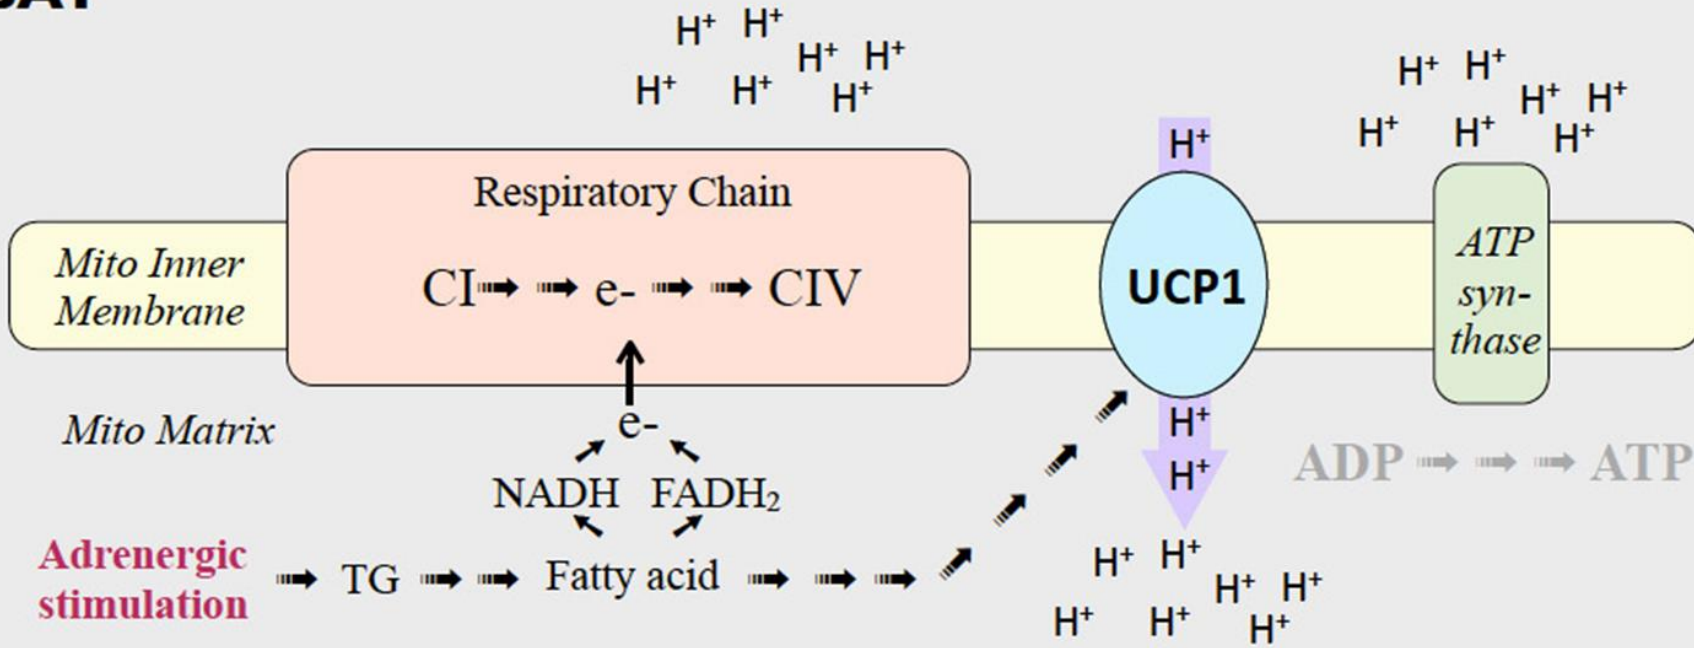 H⁺ H⁺ H⁺ H⁺
H⁺ H⁺ H⁺
H⁺ H⁺ H⁺ H⁺
H⁺ H⁺ H⁺
H⁺
Respiratory Chain
Mito Inner
Membrane
CI e- CIV
UCP1
ATP
syn-
thase
Mito Matrix
e-
H⁺
H⁺
ADP ATP
NADH FADH₂
Adrenergic
stimulation
TG Fatty acid
H⁺ H⁺ H⁺ H⁺
H⁺ H⁺ H⁺